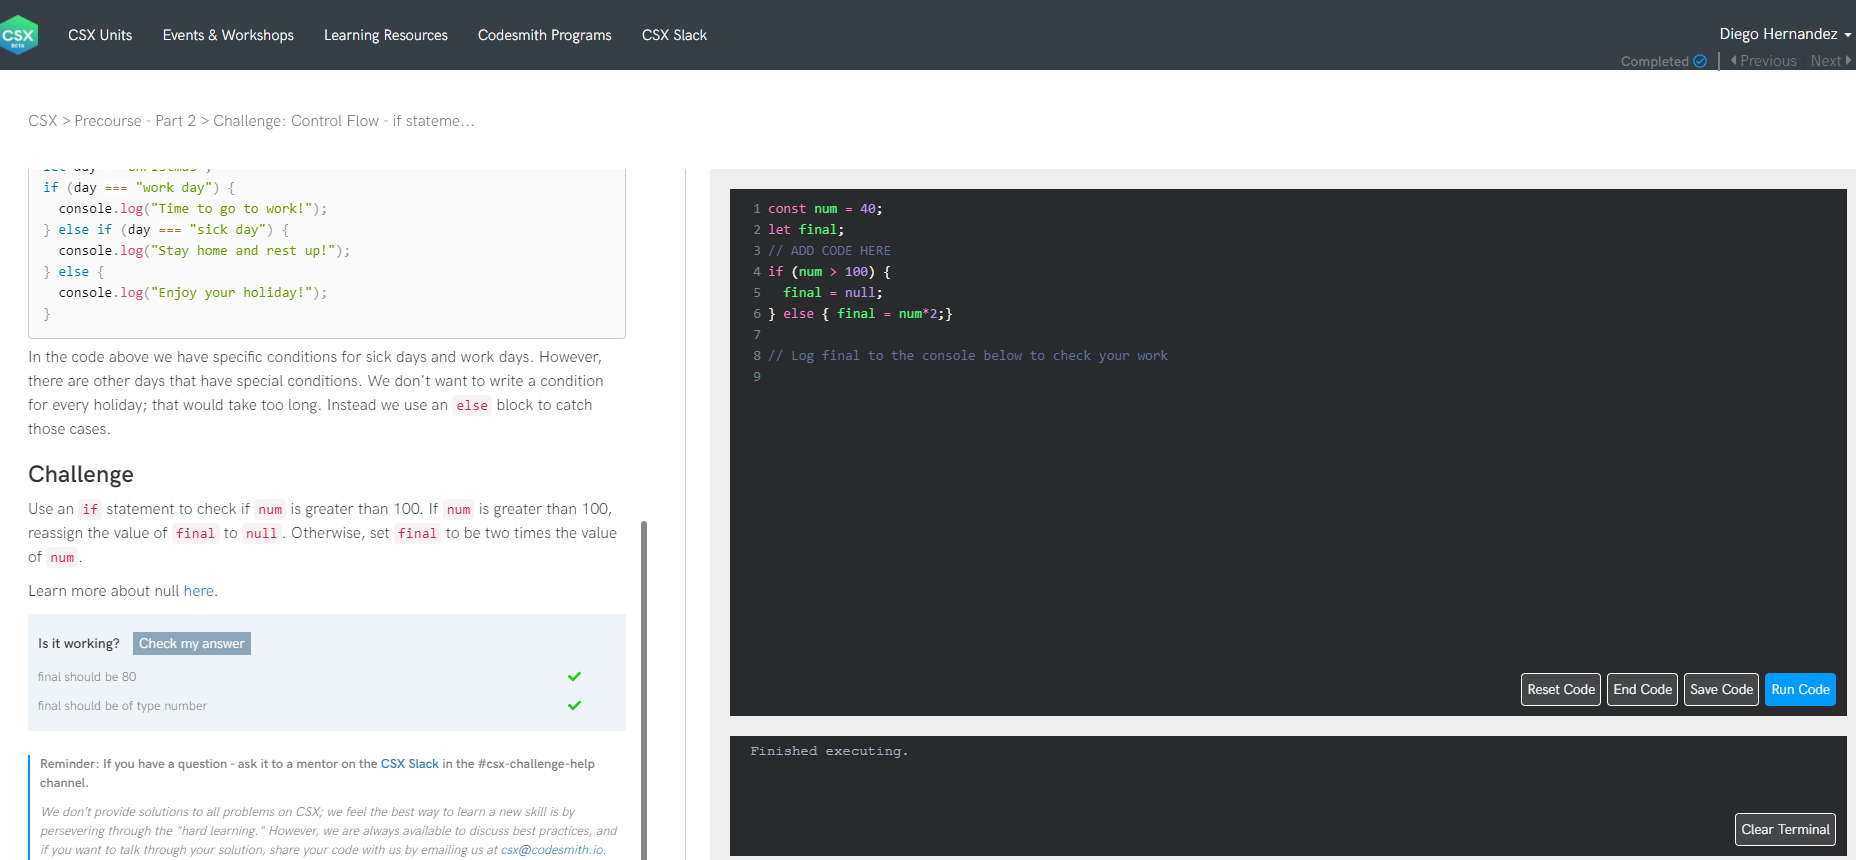 CSX
BETA
CSX Units
Events & Workshops
Learning Resources
Codesmith Programs
CSX Slack
Diego Hernandez
Completed
Previous
Next
CSX > Precourse - Part 2 > Challenge: Control Flow - if stateme...
if (day === "work day") {
console.log("Time to go to work!");
} else if (day === "sick day") {
console.log("Stay home and rest up!");
} else {
console.log("Enjoy your holiday!");
}
In the code above we have specific conditions for sick days and work days. However,
there are other days that have special conditions. We don't want to write a condition
for every holiday; that would take too long. Instead we use an else block to catch
those cases.
Challenge
Use an if statement to check if num is greater than 100. If num is greater than 100,
reassign the value of final to null. Otherwise, set final to be two times the value
of num.
Learn more about null here.
Is it working? Check my answer
final should be 80
final should be of type number
Reminder: If you have a question - ask it to a mentor on the CSX Slack in the #csx-challenge-help
channel.
We don't provide solutions to all problems on CSX; we feel the best way to learn a new skill is by
persevering through the "hard learning." However, we are always available to discuss best practices, and
if you want to talk through your solution, share your code with us by emailing us at csx@codesmith.io.
1 const num = 40;
2 let final;
3 // ADD CODE HERE
4 if (num > 100) {
5 final = null;
6 } else { final = num*2;}
7
8 // Log final to the console below to check your work
9
Reset Code
End Code
Save Code
Run Code
Finished executing.
Clear Terminal